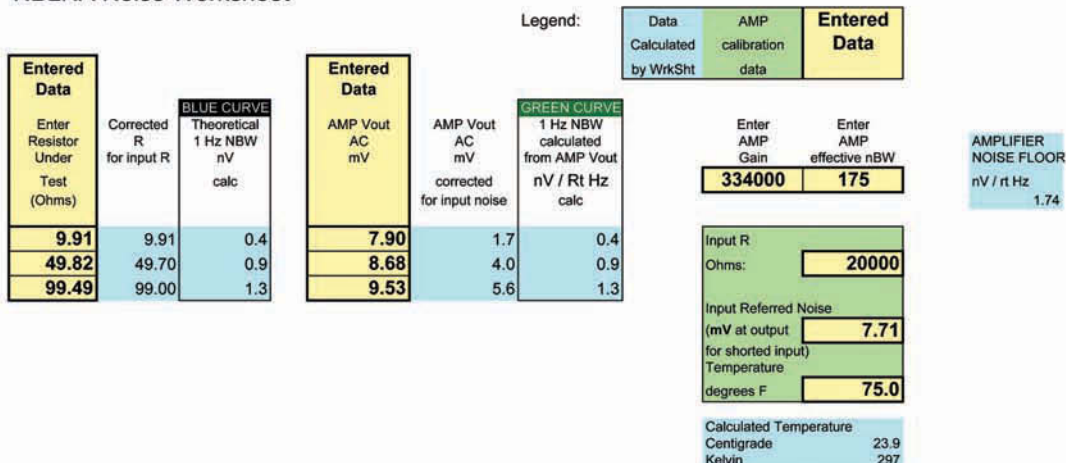 Noise Worksheet
Legend:
Data
Calculated
by WrkSht
AMP
calibration
data
Entered
Data
Entered
Data
Enter
Resistor
Under
Test
(Ohms)
Corrected
R
for input R
BLUE CURVE
Theoretical
1 Hz NBW
nV
calc
9.91 9.91 0.4
49.82 49.70 0.9
99.49 99.00 1.3
Entered
Data
AMP Vout
AC
mV
AMP Vout
AC
mV
corrected
for input noise
GREEN CURVE
1 Hz NBW
calculated
from AMP Vout
nV / Rt Hz
calc
7.90 1.7 0.4
8.68 4.0 0.9
9.53 5.6 1.3
Enter
AMP
Gain
334000
Enter
AMP
effective nBW
175
AMPLIFIER
NOISE FLOOR
nV / rt Hz
1.74
Input R
Ohms: 20000
Input Referred Noise
(mV at output 7.71
for shorted input)
Temperature
degrees F 75.0
Calculated Temperature
Centigrade 23.9
Kelvin 297